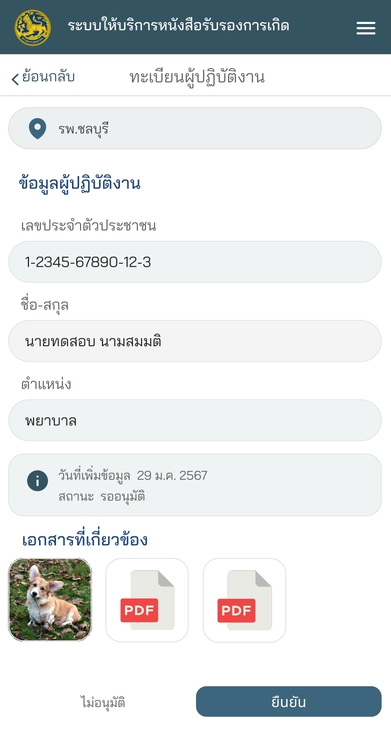 ระบบให้บริการหนังสือรับรองการเกิด
ย้อนกลับ
ทะเบียนผู้ปฏิบัติงาน
รพ.ชลบุรี
ข้อมูลผู้ปฏิบัติงาน
เลขประจำตัวประชาชน
1-2345-67890-12-3
ชื่อ-สกุล
นายทดสอบ นามสมมติ
ตำแหน่ง
พยาบาล
วันที่เพิ่มข้อมูล 29 ม.ค. 2567
สถานะ รออนุมัติ
เอกสารที่เกี่ยวข้อง
PDF
PDF
ไม่อนุมัติ
ยืนยัน